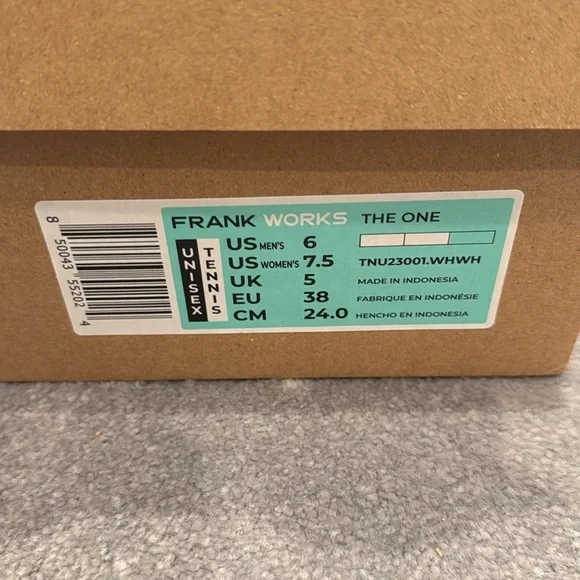 8 50043 55202 4
FRANK WORKS THE ONE
UNISEX
TENNIS
US MEN'S 6
US WOMEN'S 7.5
UK 5
EU 38
CM 24.0
TNU23001.WHWH
MADE IN INDONESIA
FABRIQUE EN INDONÉSIE
HENCHO EN INDONESIA